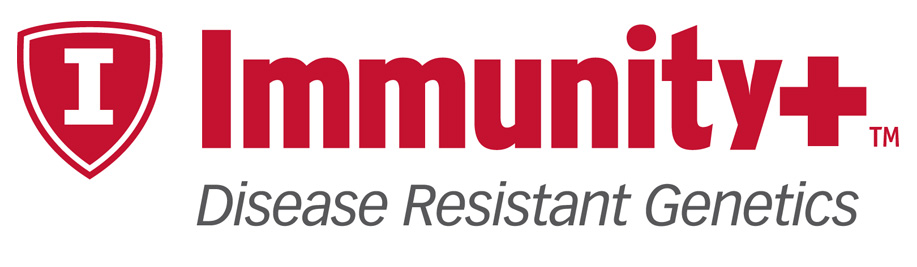 I Immunity+™
Disease Resistant Genetics